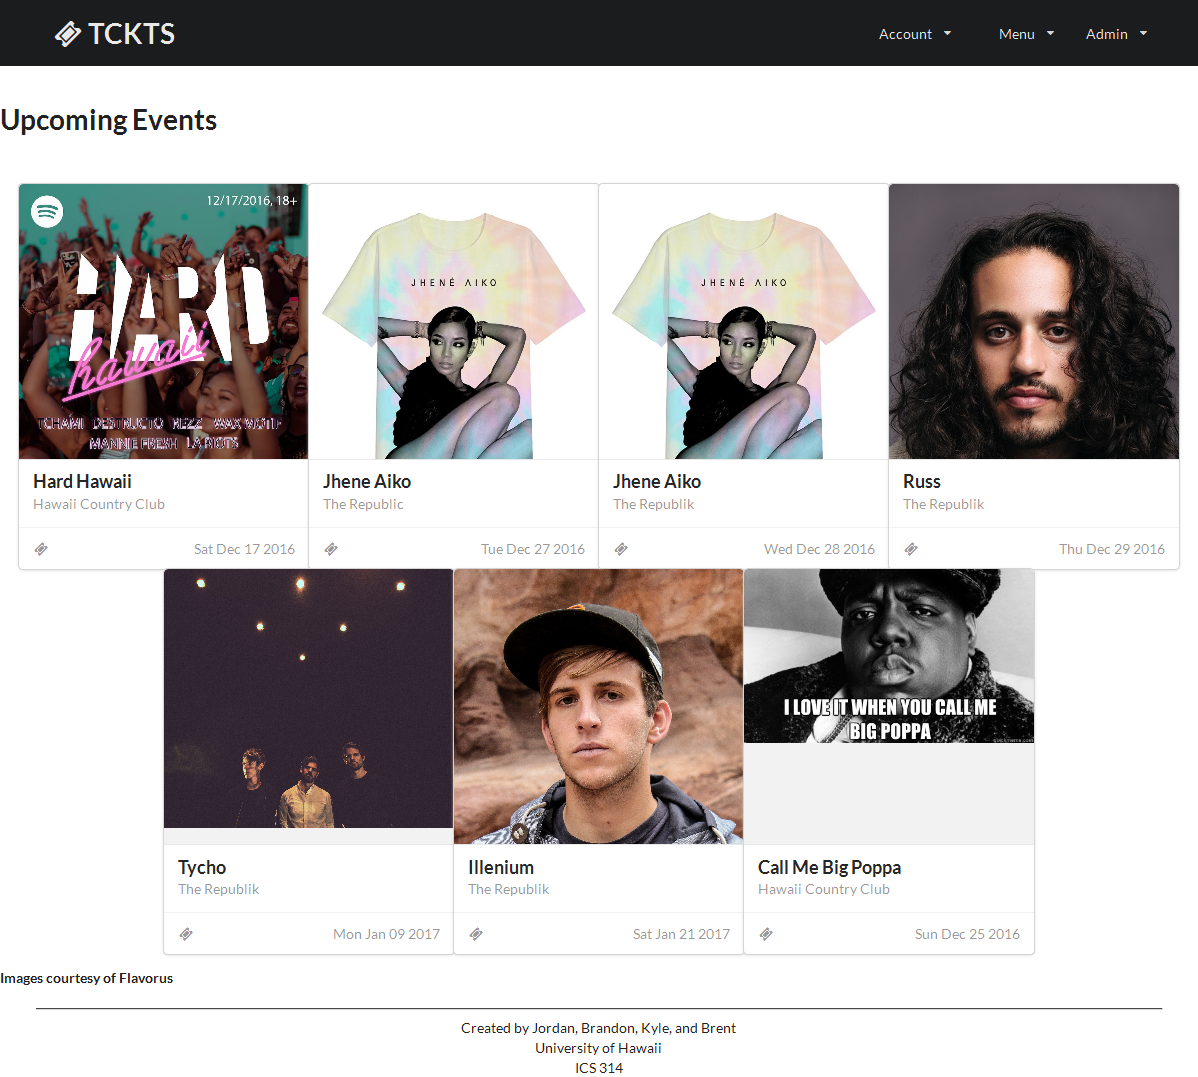 TCKTS
Account
Menu
Admin
Upcoming Events
12/17/2016, 18+
HARD
hawaii
TCHAMI DESTRUCTO REZZ WAX MOTIF
MANNIE FRESH LA RIOTS
JHENÉ ΛIKO
JHENÉ ΛIKO
Hard Hawaii
Hawaii Country Club
Sat Dec 17 2016
Jhene Aiko
The Republic
Tue Dec 27 2016
Jhene Aiko
The Republik
Wed Dec 28 2016
Russ
The Republik
Thu Dec 29 2016
I LOVE IT WHEN YOU CALL ME
BIG POPPA
quickmeme.com
Tycho
The Republik
Mon Jan 09 2017
Illenium
The Republik
Sat Jan 21 2017
Call Me Big Poppa
Hawaii Country Club
Sun Dec 25 2016
Images courtesy of Flavorus
Created by Jordan, Brandon, Kyle, and Brent
University of Hawaii
ICS 314